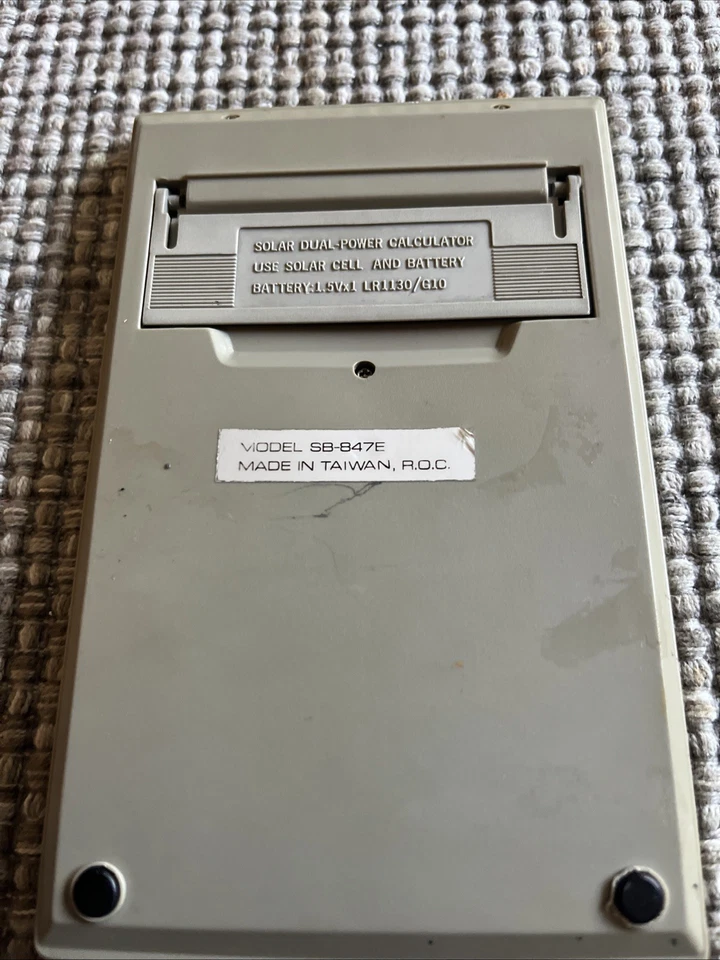 SOLAR DUAL-POWER CALCULATOR
USE SOLAR CELL AND BATTERY
BATTERY:1.5Vx1 LR1130/G10
MODEL SB-847E
MADE IN TAIWAN, R.O.C.